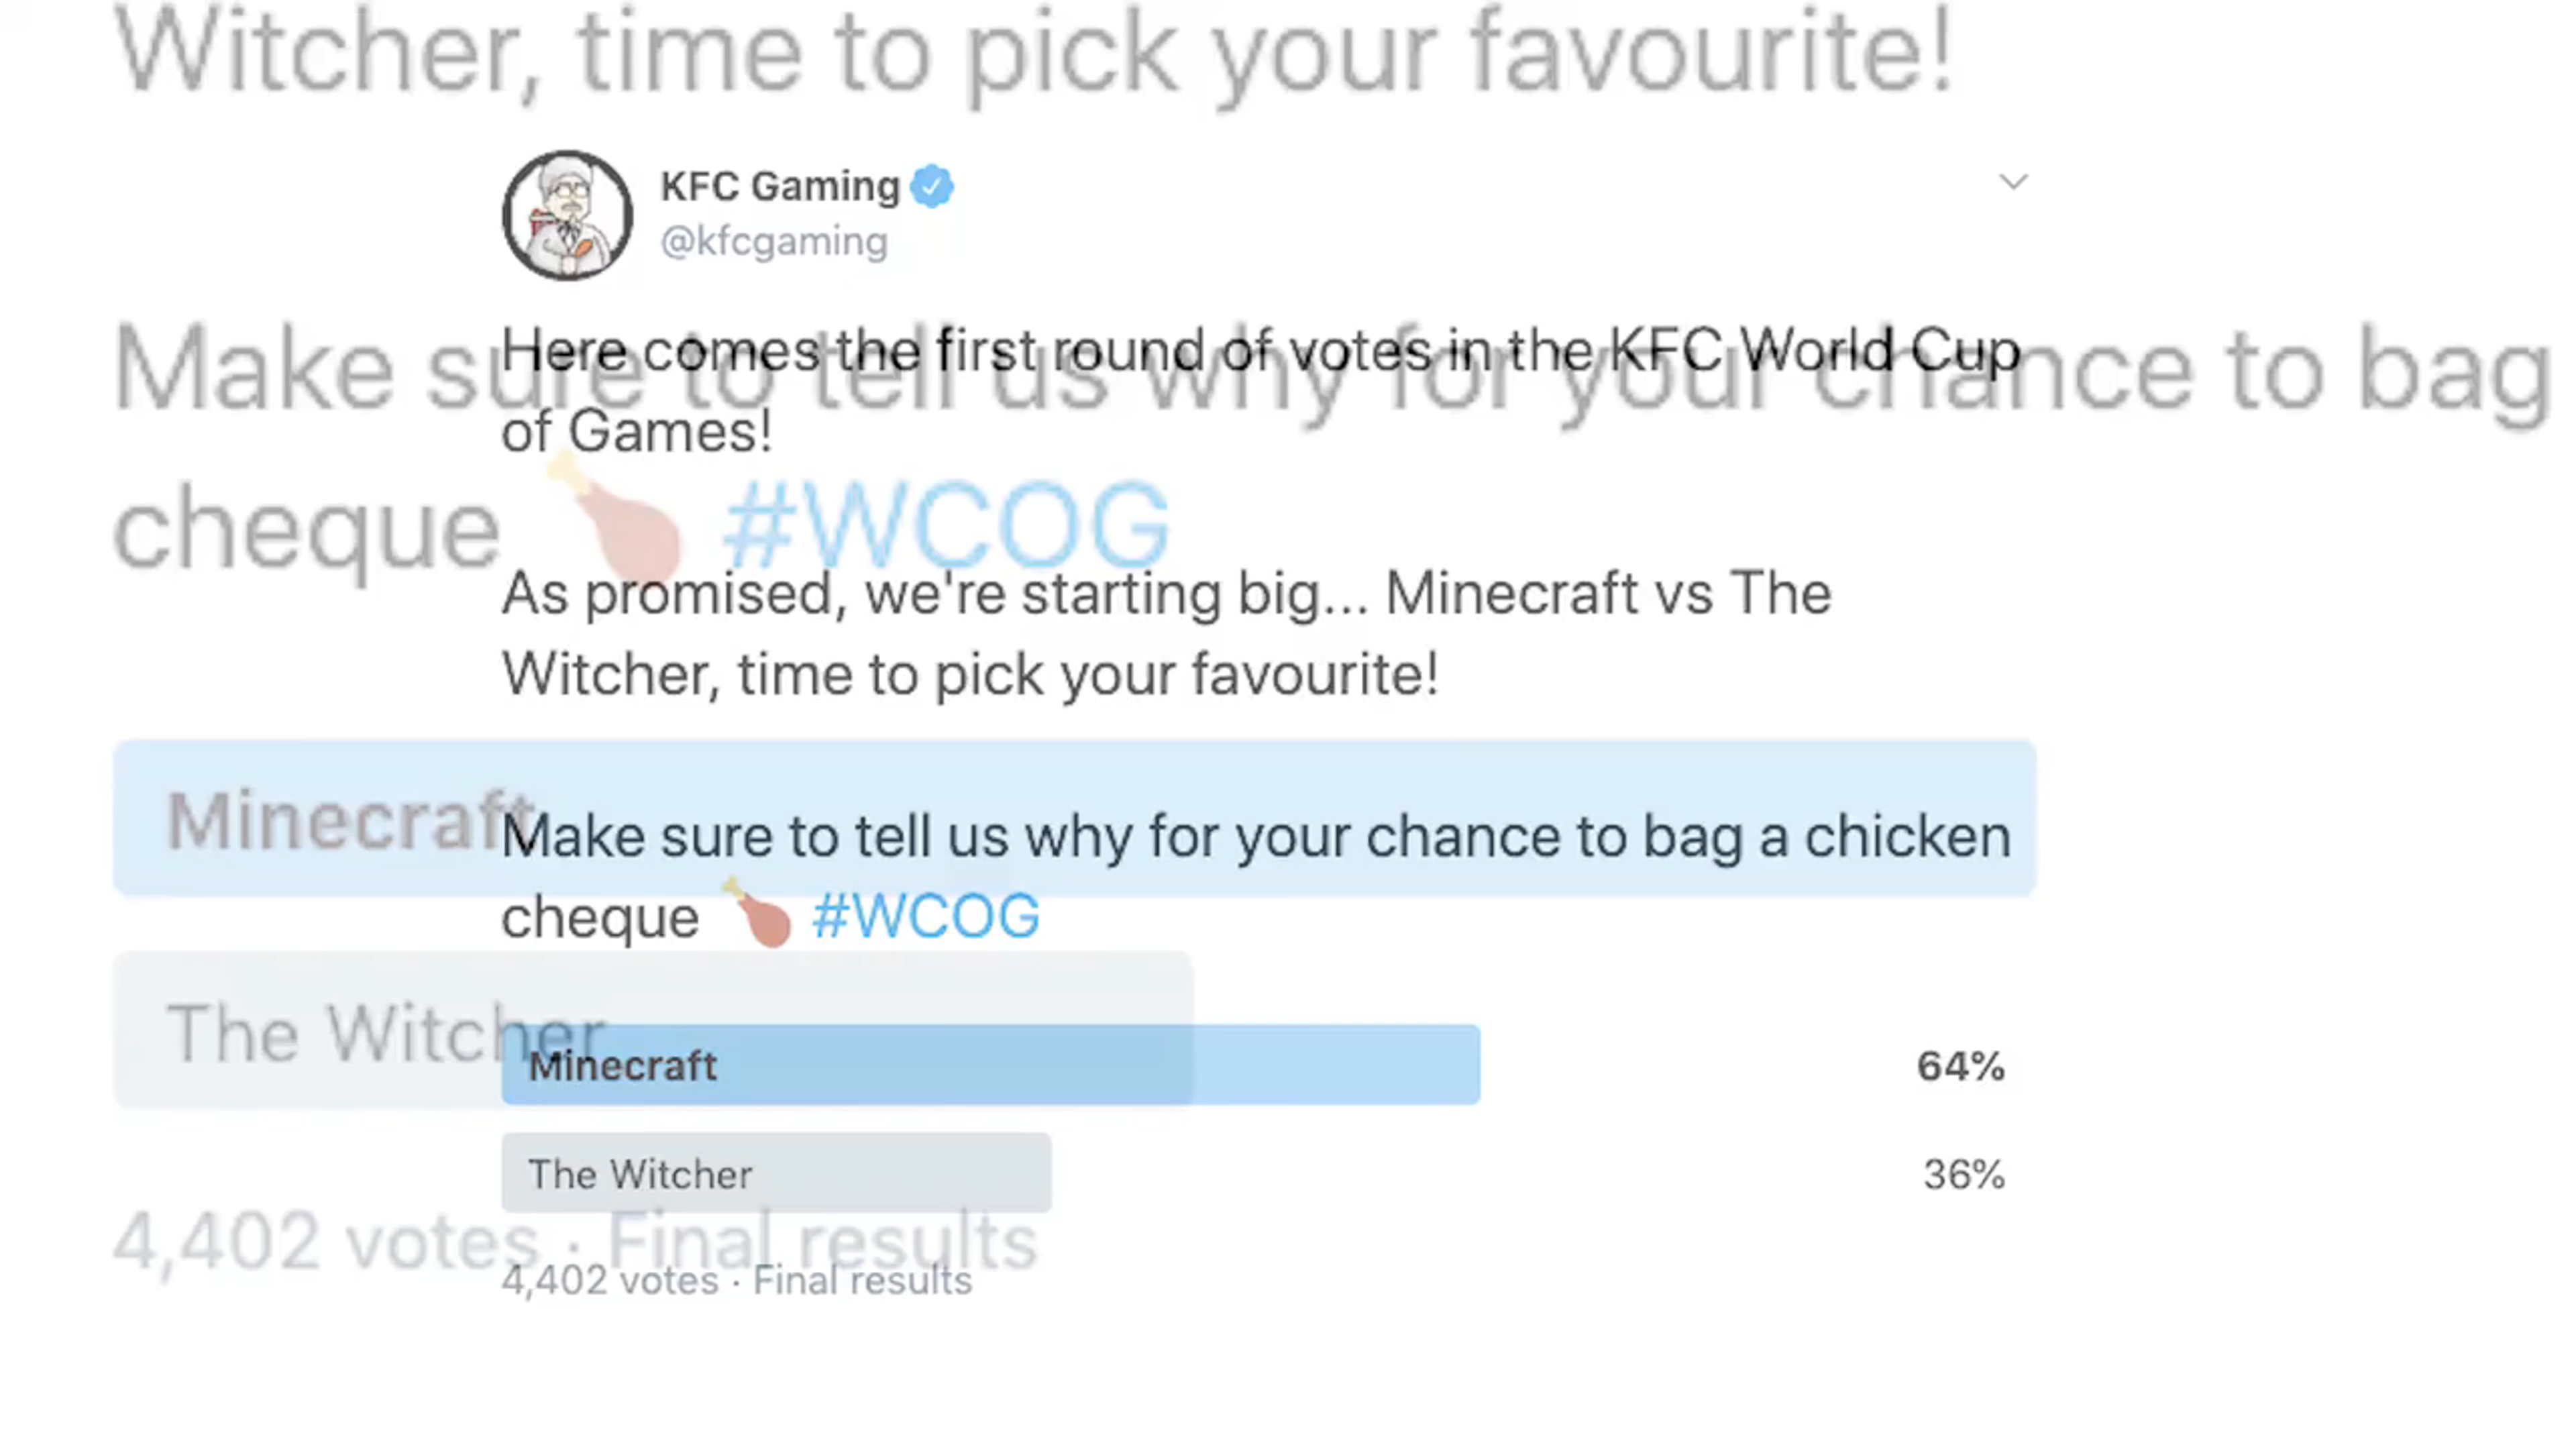 Witcher, time to pick your favourite!
KFC Gaming
@kfcgaming
Here comes the first round of votes in the KFC World Cup
of Games!
Make sure to tell us why for your chance to bag
cheque #WCOG
As promised, we're starting big... Minecraft vs The
Witcher, time to pick your favourite!
Minecraft
Make sure to tell us why for your chance to bag a chicken
cheque #WCOG
The Witcher
Minecraft 64%
The Witcher 36%
4,402 votes · Final results
4,402 votes · Final results